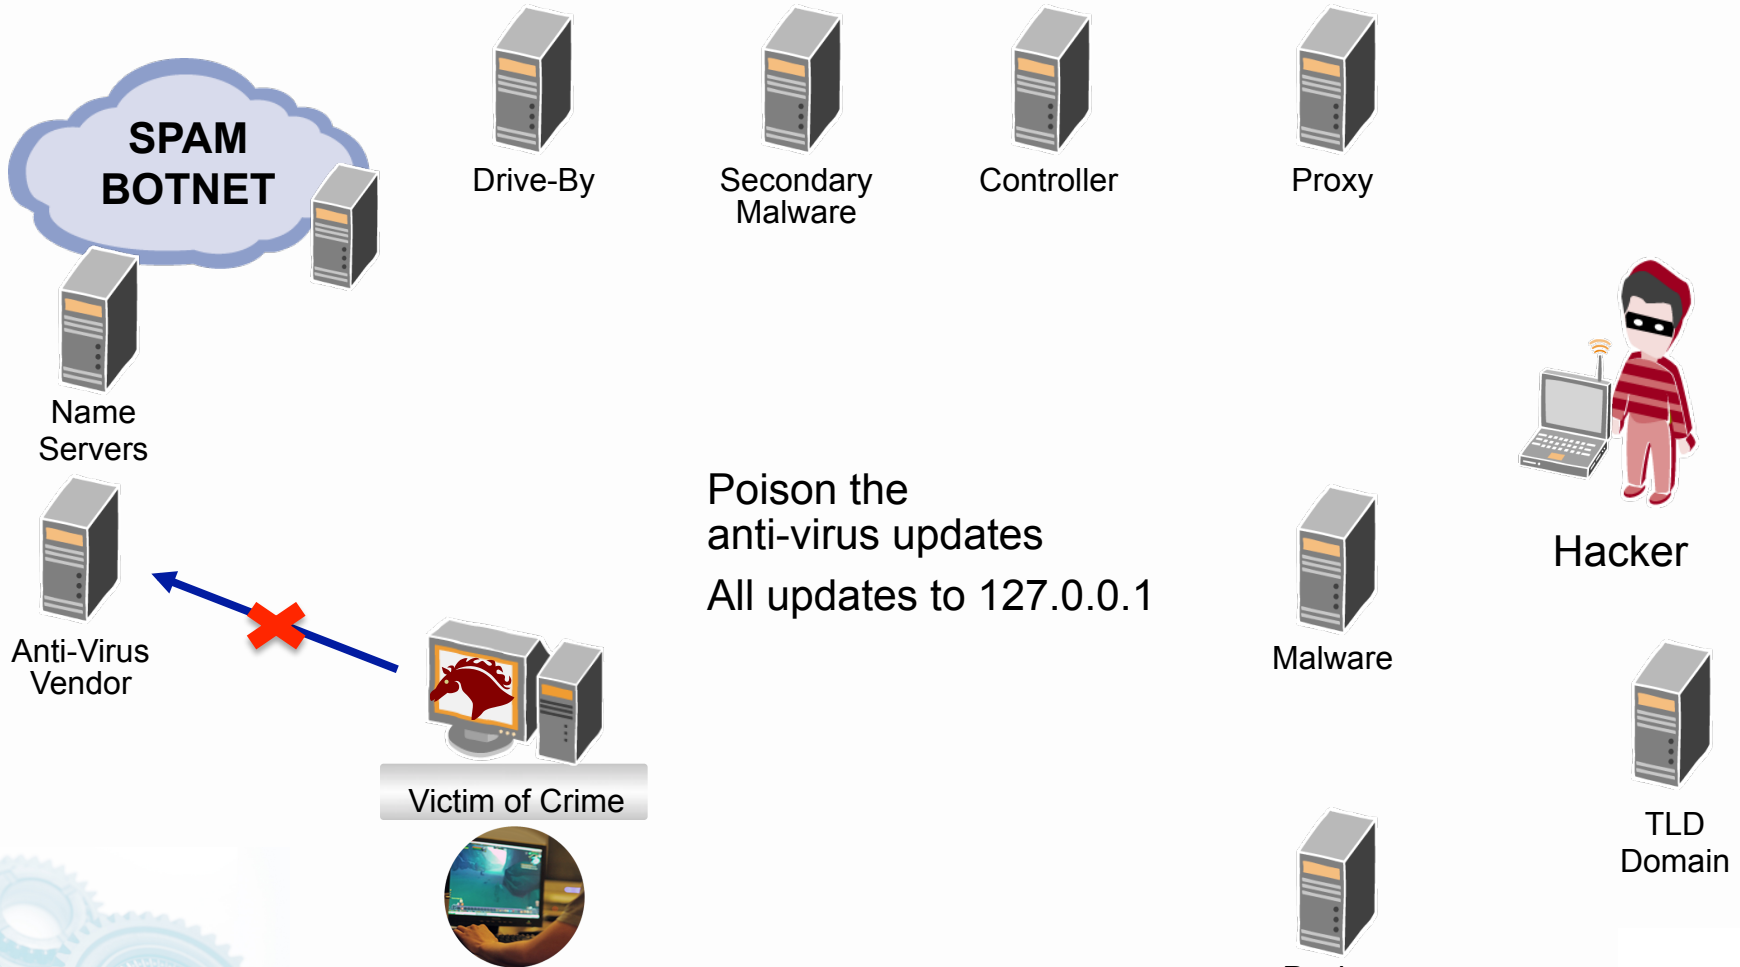 SPAM
BOTNET
Drive-By
Secondary
Malware
Controller
Proxy
Name
Servers
Poison the
anti-virus updates
All updates to 127.0.0.1
Hacker
Anti-Virus
Vendor
Malware
Victim of Crime
TLD
Domain